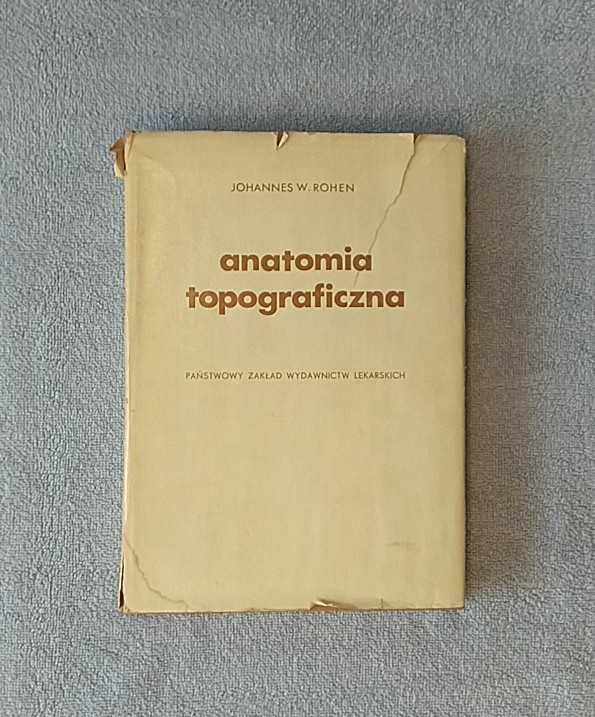 JOHANNES W. ROHEN
anatomia
topograficzna
PAŃSTWOWY ZAKŁAD WYDAWNICTW LEKARSKICH